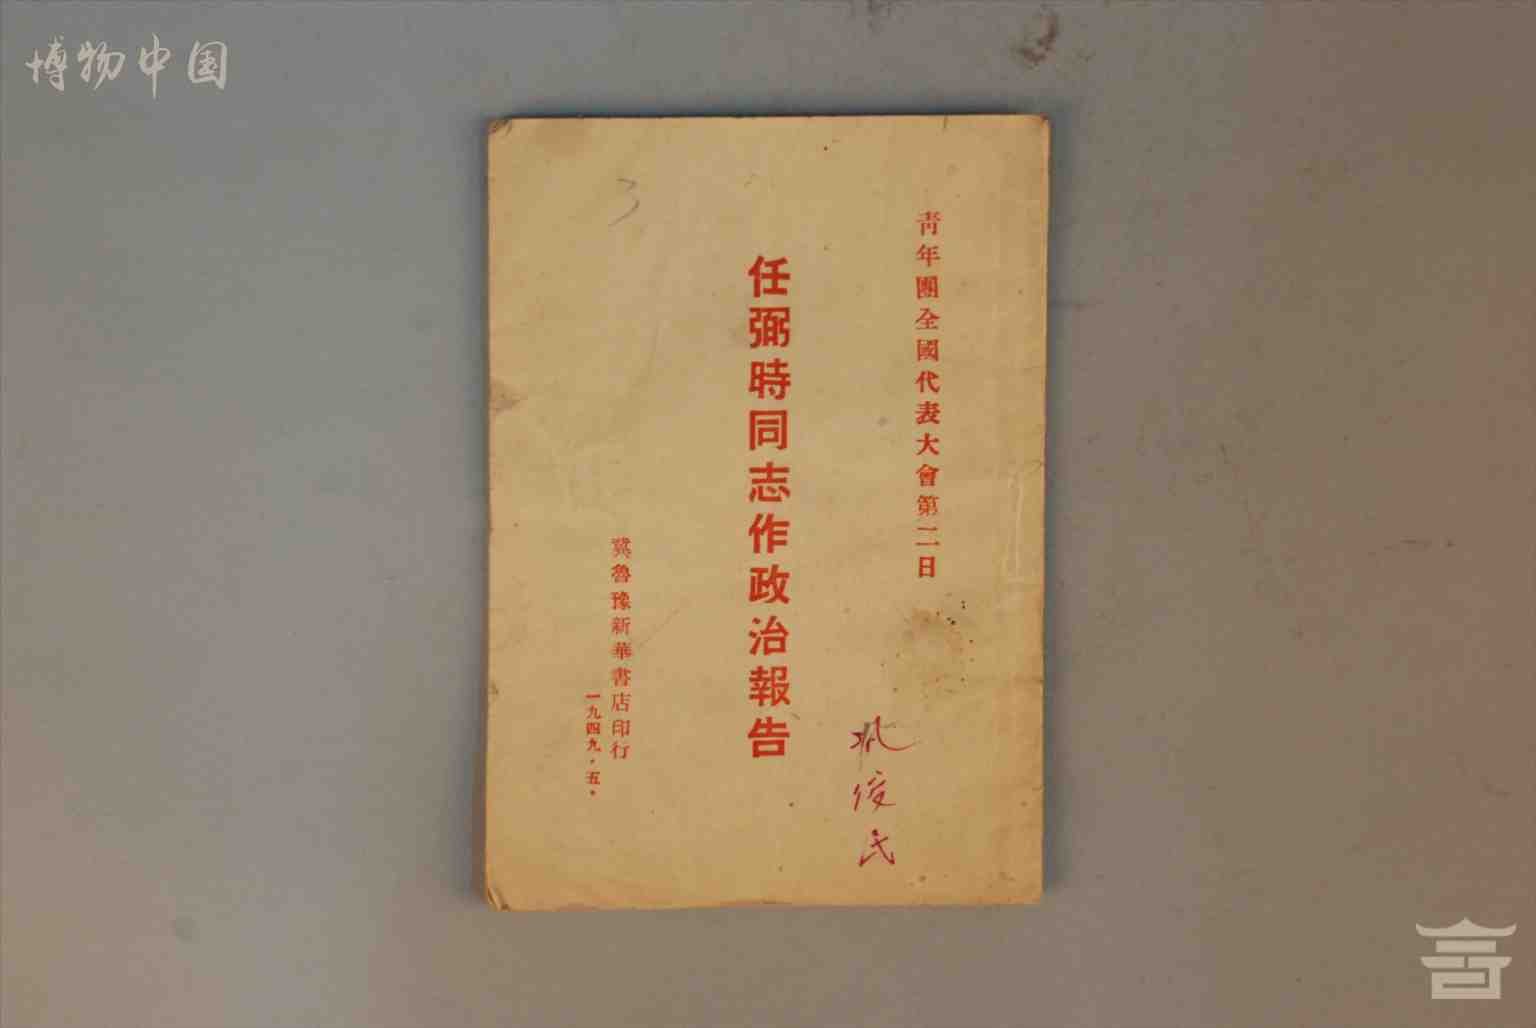 博物中国
青年團全國代表大會第二日
任弼時同志作政治報告
冀魯豫新華書店印行
一九四九·五·
俊民